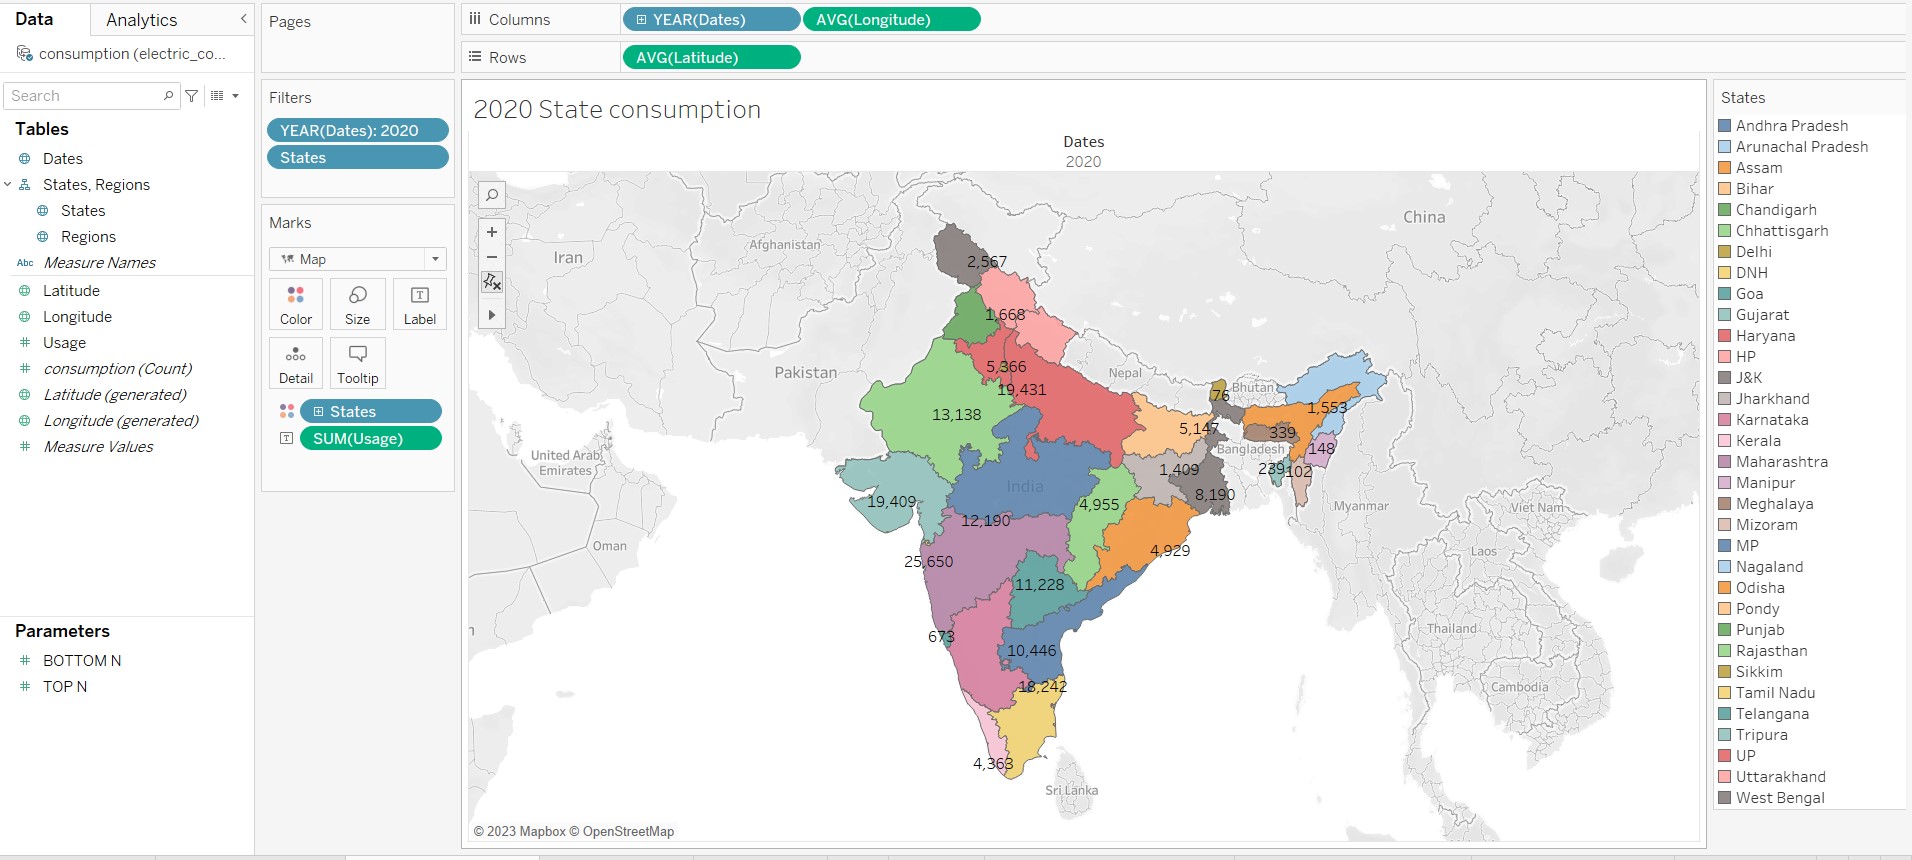 Data
Analytics
consumption (electric_co...
Search
Tables
Dates
States, Regions
States
Regions
Abc Measure Names
Latitude
Longitude
Usage
consumption (Count)
Latitude (generated)
Longitude (generated)
Measure Values
Parameters
BOTTOM N
TOP N
Pages
Filters
YEAR(Dates): 2020
States
Marks
Map
Color
Size
Label
Detail
Tooltip
States
SUM(Usage)
Columns
YEAR(Dates)
AVG(Longitude)
Rows
AVG(Latitude)
2020 State consumption
Dates
2020
China
Afghanistan
Iran
2,567
1,668
Pakistan
5,366
Nepal
19,431
76
Bhutan
13,138
1,553
5,147
339
United Arab
Emirates
Bangladesh
148
1,409
239
102
India
19,409
8,190
4,955
Myanmar
Viet Nam
12,190
Oman
4,929
Laos
25,650
11,228
673
Thailand
10,446
18,242
Cambodia
4,363
Sri Lanka
© 2023 Mapbox © OpenStreetMap
States
Andhra Pradesh
Arunachal Pradesh
Assam
Bihar
Chandigarh
Chhattisgarh
Delhi
DNH
Goa
Gujarat
Haryana
HP
J&K
Jharkhand
Karnataka
Kerala
Maharashtra
Manipur
Meghalaya
Mizoram
MP
Nagaland
Odisha
Pondy
Punjab
Rajasthan
Sikkim
Tamil Nadu
Telangana
Tripura
UP
Uttarakhand
West Bengal